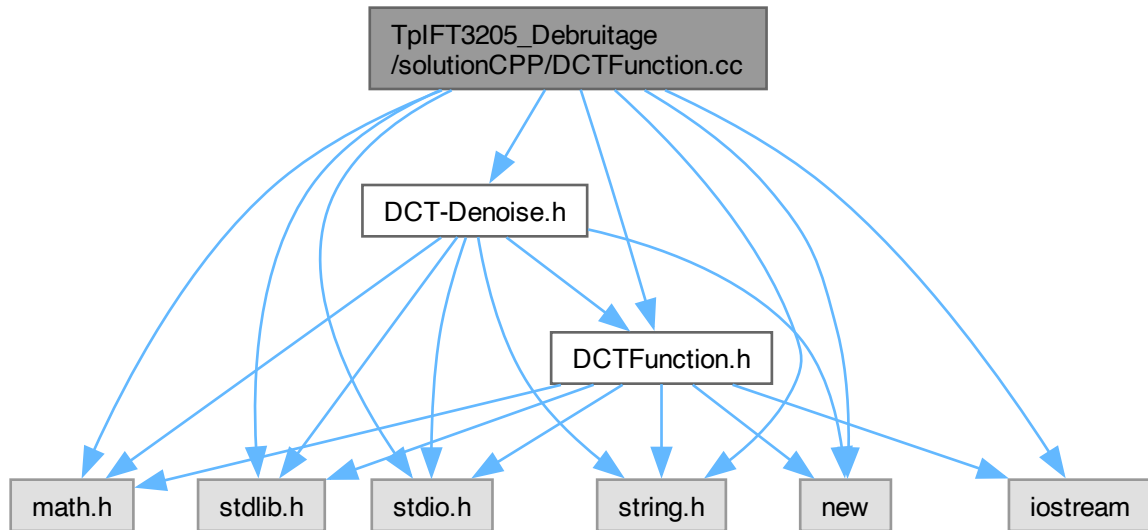 TpIFT3205_Debruitage
/solutionCPP/DCTFunction.cc
DCT-Denoise.h
DCTFunction.h
math.h
stdlib.h
stdio.h
string.h
new
iostream